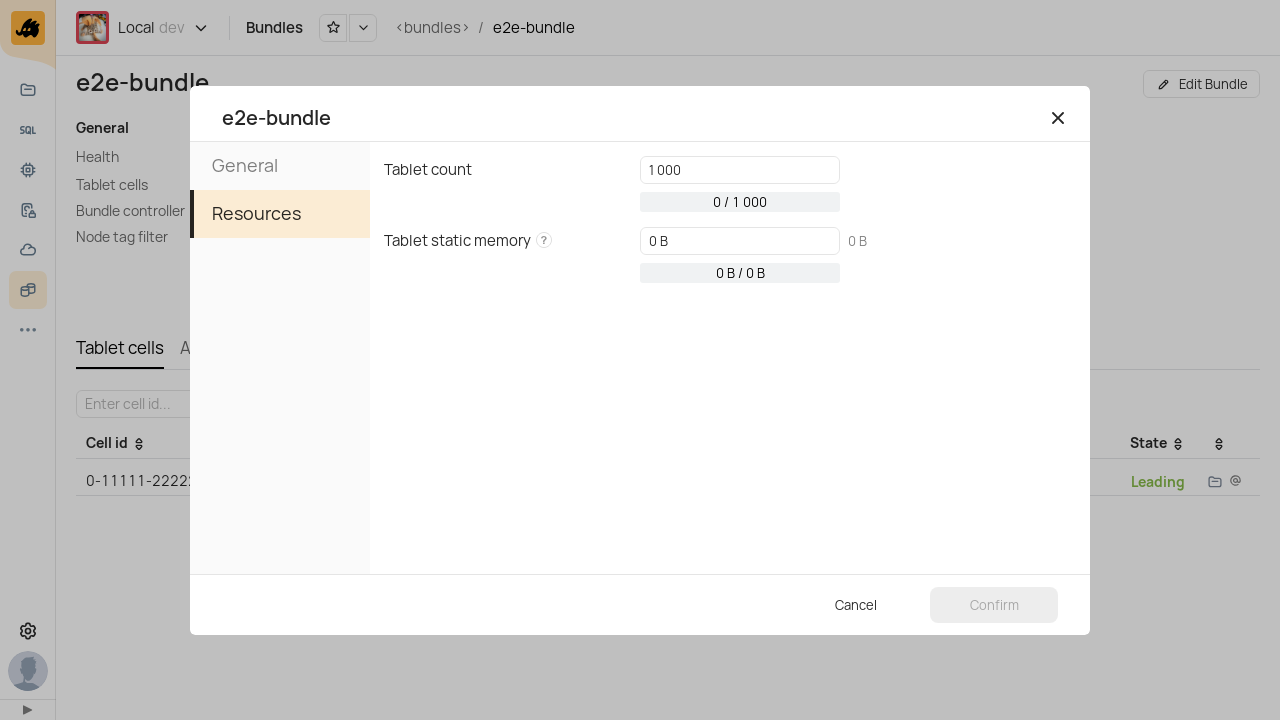 Local dev
Bundles
<bundles> / e2e-bundle
e2e-bundle
Edit Bundle
SQL
General
Health
Tablet cells
Bundle controller
Node tag filter
Tablet cells A
Enter cell id...
Cell id
State
0-11111-2222
Leading
e2e-bundle
General
Resources
Tablet count
1 000
0 / 1 000
Tablet static memory ?
0 B
0 B
0 B / 0 B
Cancel
Confirm